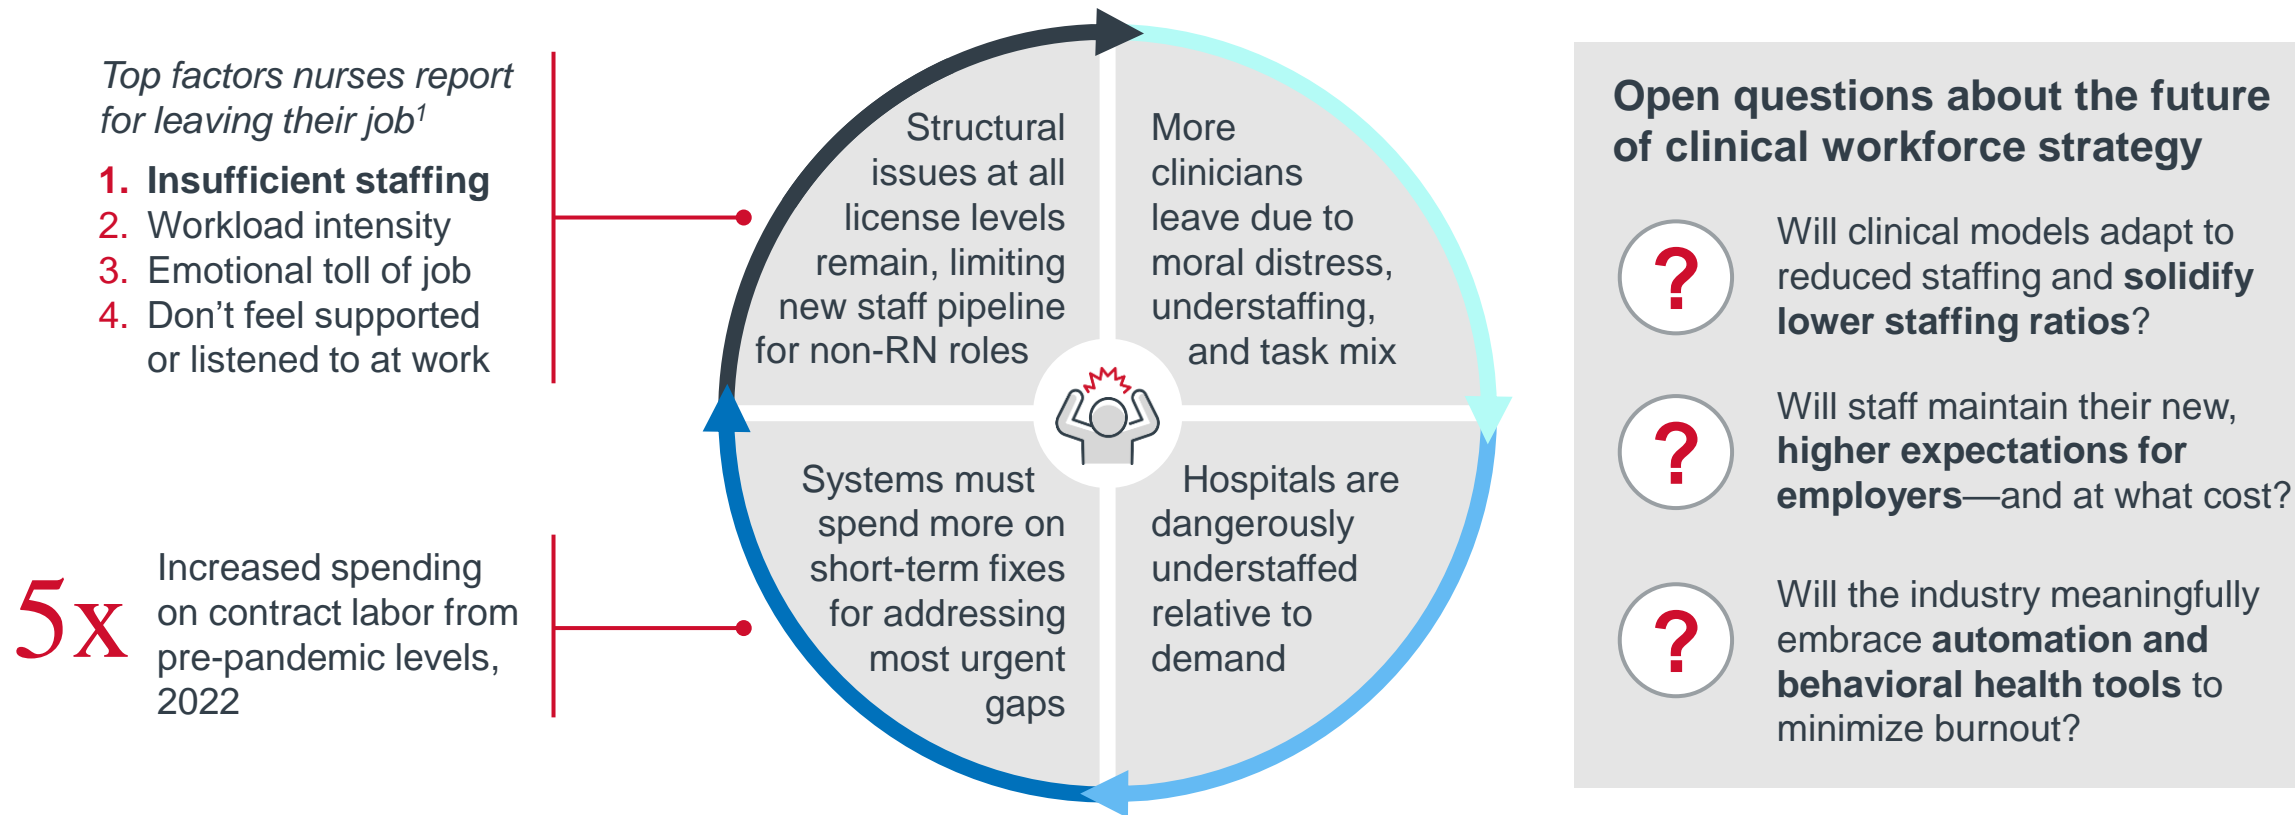 Top factors nurses report
for leaving their job1
1. Insufficient staffing
2. Workload intensity
3. Emotional toll of job
4. Don’t feel supported
or listened to at work
5x
Increased spending
on contract labor from
pre-pandemic levels,
2022
Structural
issues at all
license levels
remain, limiting
new staff pipeline
for non-RN roles
More
clinicians
leave due to
moral distress,
understaffing,
and task mix
Systems must
spend more on
short-term fixes
for addressing
most urgent
gaps
Hospitals are
dangerously
understaffed
relative to
demand
Open questions about the future
of clinical workforce strategy
?
Will clinical models adapt to
reduced staffing and solidify
lower staffing ratios?
?
Will staff maintain their new,
higher expectations for
employers—and at what cost?
?
Will the industry meaningfully
embrace automation and
behavioral health tools to
minimize burnout?